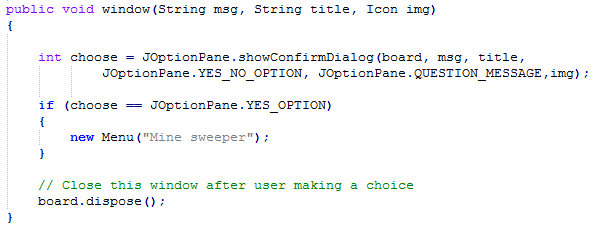 public void window(String msg, String title, Icon img)
{
int choose = JOptionPane.showConfirmDialog(board, msg, title,
JOptionPane.YES_NO_OPTION, JOptionPane.QUESTION_MESSAGE,img);
if (choose == JOptionPane.YES_OPTION)
{
new Menu("Mine sweeper");
}
// Close this window after user making a choice
board.dispose();
}